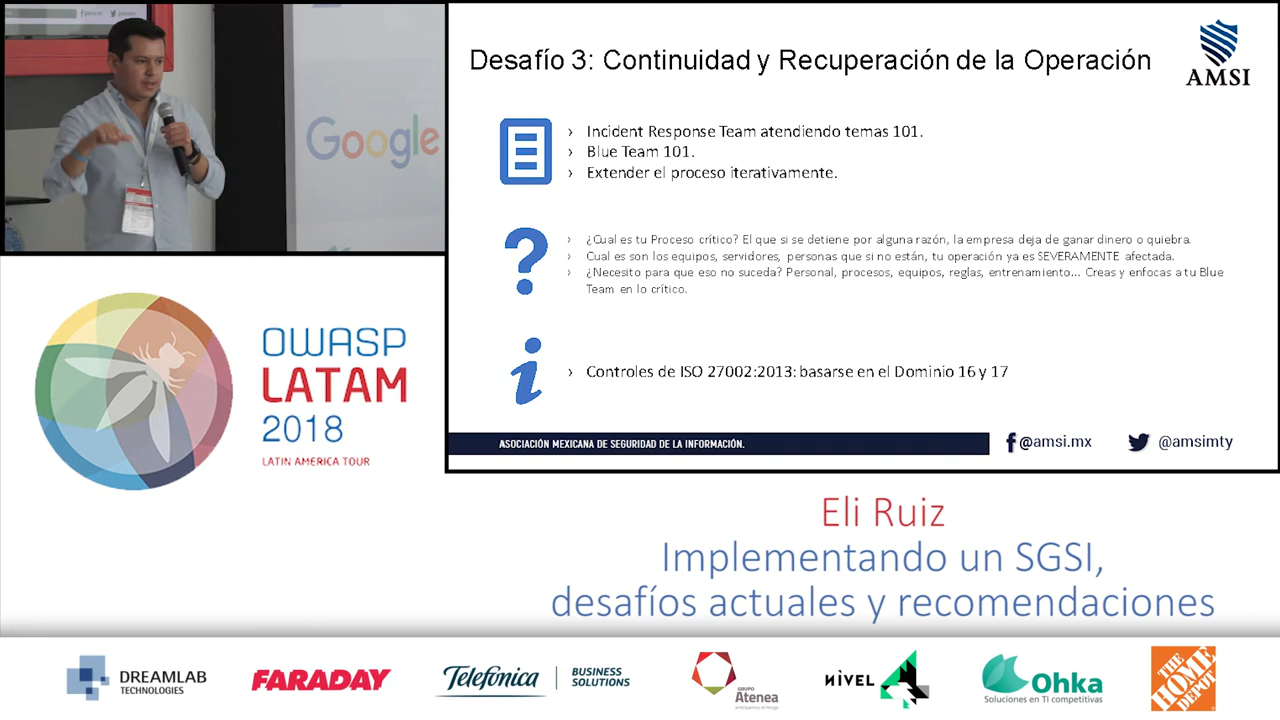 Google
Desafío 3: Continuidad y Recuperación de la Operación
AMSI
› Incident Response Team atendiendo temas 101.
› Blue Team 101.
› Extender el proceso iterativamente.
› ¿Cual es tu Proceso crítico? El que si se detiene por alguna razón, la empresa deja de ganar dinero o quiebra.
› Cual es son los equipos, servidores, personas que si no están, tu operación ya es SEVERAMENTE afectada.
› ¿Necesito para que eso no suceda? Personal, procesos, equipos, reglas, entrenamiento... Creas y enfocas a tu Blue
Team en lo crítico.
› Controles de ISO 27002:2013: basarse en el Dominio 16 y 17
ASOCIACIÓN MEXICANA DE SEGURIDAD DE LA INFORMACIÓN.
@amsi.mx
@amsimty
OWASP
LATAM
2018
LATIN AMERICA TOUR
Eli Ruiz
Implementando un SGSI,
desafíos actuales y recomendaciones
DREAMLAB
TECHNOLOGIES
FARADAY
Telefónica
BUSINESS
SOLUTIONS
GRUPO
Atenea
NIVEL 4
Ohka
Soluciones en TI competitivas
THE
HOME
DEPOT